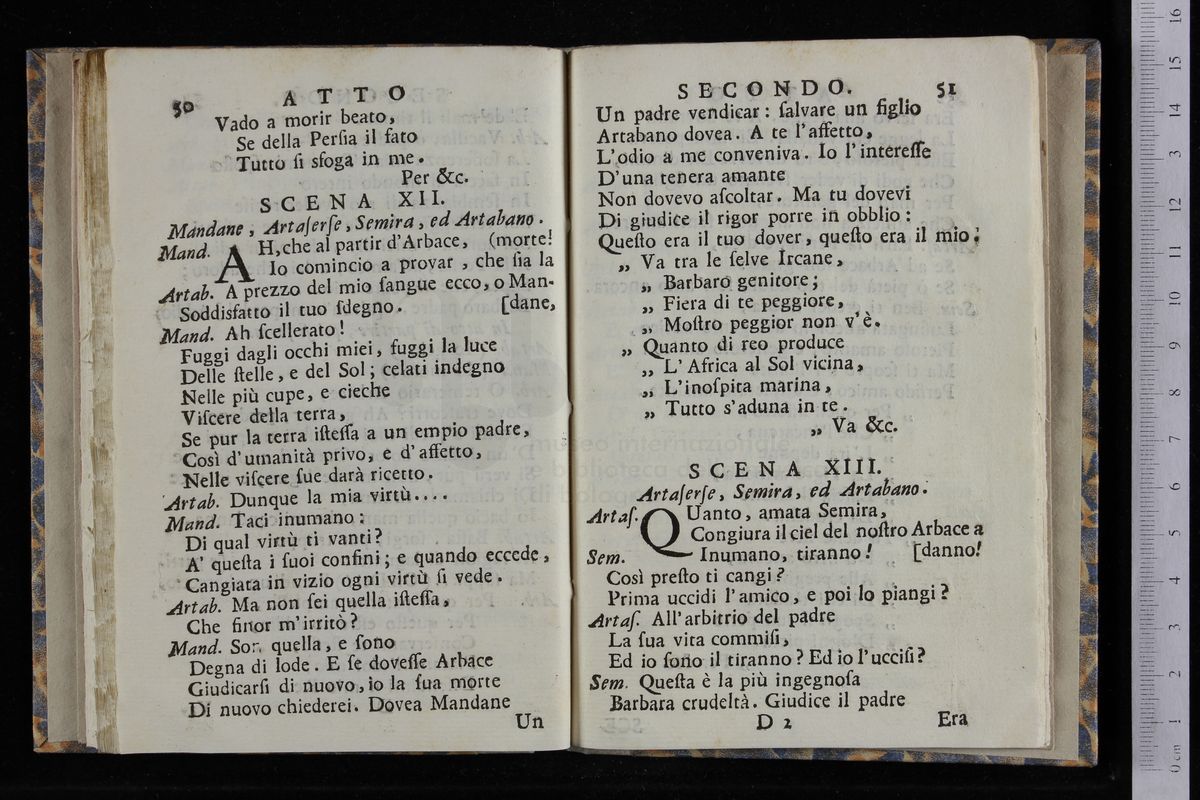 50 ATTO
Vado a morir beato,
Se della Perſia il fato
Tutto ſi sfoga in me.
Per &c.
SCENA XII.
Mandane, Artaſerſe, Semira, ed Artabano.
Mand. AH, che al partir d'Arbace, (morte!
Io comincio a provar, che ſia la
Artab. A prezzo del mio ſangue ecco, o Man-
Soddisfatto il tuo ſdegno. [dane,
Mand. Ah ſcellerato!
Fuggi dagli occhi miei, fuggi la luce
Delle ſtelle, e del Sol; celati indegno
Nelle più cupe, e cieche
Viſcere della terra,
Se pur la terra iſteſſa a un empio padre,
Così d'umanità privo, e d'affetto,
Nelle viſcere ſue darà ricetto.
Artab. Dunque la mia virtù....
Mand. Taci inumano:
Di qual virtù ti vanti?
A' queſta i ſuoi confini; e quando eccede,
Cangiata in vizio ogni virtù ſi vede.
Artab. Ma non ſei quella iſteſſa,
Che finor m'irritò?
Mand. Son quella, e ſono
Degna di lode. E ſe doveſſe Arbace
Giudicarſi di nuovo, io la ſua morte
Di nuovo chiederei. Dovea Mandane
Un
SECONDO. 51
Un padre vendicar: ſalvare un figlio
Artabano dovea. A te l'affetto,
L'odio a me conveniva. Io l'intereſſe
D'una tenera amante
Non dovevo aſcoltar. Ma tu dovevi
Di giudice il rigor porre in obblio:
Queſto era il tuo dover, queſto era il mio.
„ Va tra le ſelve Ircane,
„ Barbaro genitore;
„ Fiera di te peggiore,
„ Moſtro peggior non v'è.
„ Quanto di reo produce
„ L'Africa al Sol vicina,
„ L'inoſpita marina,
„ Tutto s'aduna in te.
„ Va &c.
SCENA XIII.
Artaſerſe, Semira, ed Artabano.
Artaſ. QUanto, amata Semira,
Congiura il ciel del noſtro Arbace a
Sem. Inumano, tiranno! [danno!
Così preſto ti cangi?
Prima uccidi l'amico, e poi lo piangi?
Artaſ. All'arbitrio del padre
La ſua vita commiſi,
Ed io ſono il tiranno? Ed io l'ucciſi?
Sem. Queſta è la più ingegnoſa
Barbara crudeltà. Giudice il padre
D 2 Era